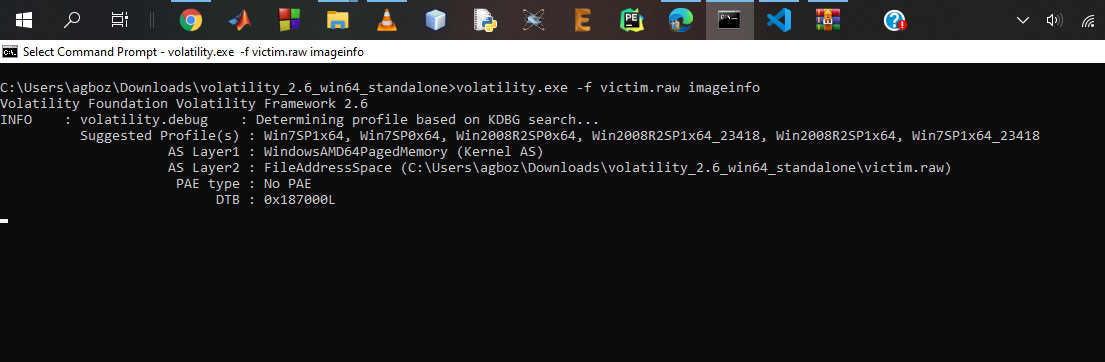 PE
Select Command Prompt - volatility.exe -f victim.raw imageinfo
C:\Users\agboz\Downloads\volatility_2.6_win64_standalone>volatility.exe -f victim.raw imageinfo
Volatility Foundation Volatility Framework 2.6
INFO    : volatility.debug    : Determining profile based on KDBG search...
          Suggested Profile(s) : Win7SP1x64, Win7SP0x64, Win2008R2SP0x64, Win2008R2SP1x64_23418, Win2008R2SP1x64, Win7SP1x64_23418
                     AS Layer1 : WindowsAMD64PagedMemory (Kernel AS)
                     AS Layer2 : FileAddressSpace (C:\Users\agboz\Downloads\volatility_2.6_win64_standalone\victim.raw)
                      PAE type : No PAE
                           DTB : 0x187000L